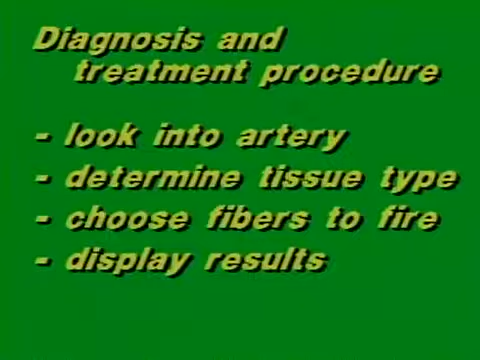 Diagnosis and
treatment procedure
- look into artery
- determine tissue type
- choose fibers to fire
- display results